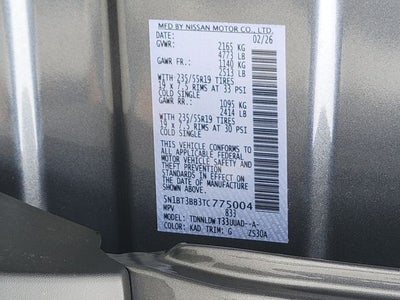 MFD BY NISSAN MOTOR CO., LTD.
DATE: 02/26
GVWR: 2165 KG
4773 LB
GAWR FR.: 1140 KG
2513 LB
WITH 235/55R19 TIRES
19 x 7.5 RIMS AT 33 PSI
COLD SINGLE
GAWR RR.: 1095 KG
2414 LB
WITH 235/55R19 TIRES
19 x 7.5 RIMS AT 30 PSI
COLD SINGLE
THIS VEHICLE CONFORMS
TO ALL APPLICABLE FEDERAL
MOTOR VEHICLE SAFETY AND
STANDARDS IN EFFECT ON THE
DATE OF MANUFACTURE SHOWN
ABOVE.
5N1BT3BB3TC775004
MPV 833
MODEL: TDNNLDW T33UUAD--A-
COLOR: KAD TRIM: G Z530A